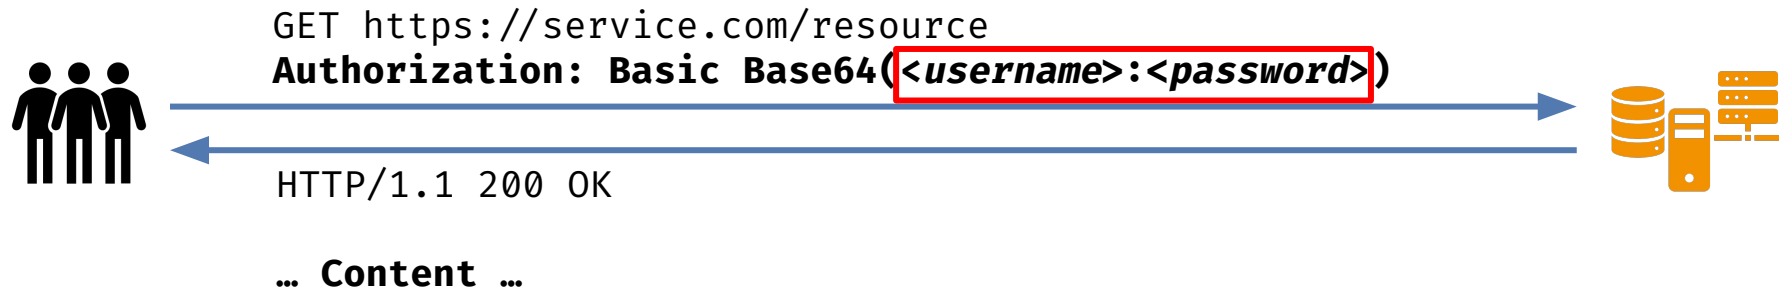 GET https://service.com/resource
Authorization: Basic Base64(<username>:<password>)
HTTP/1.1 200 OK
… Content …